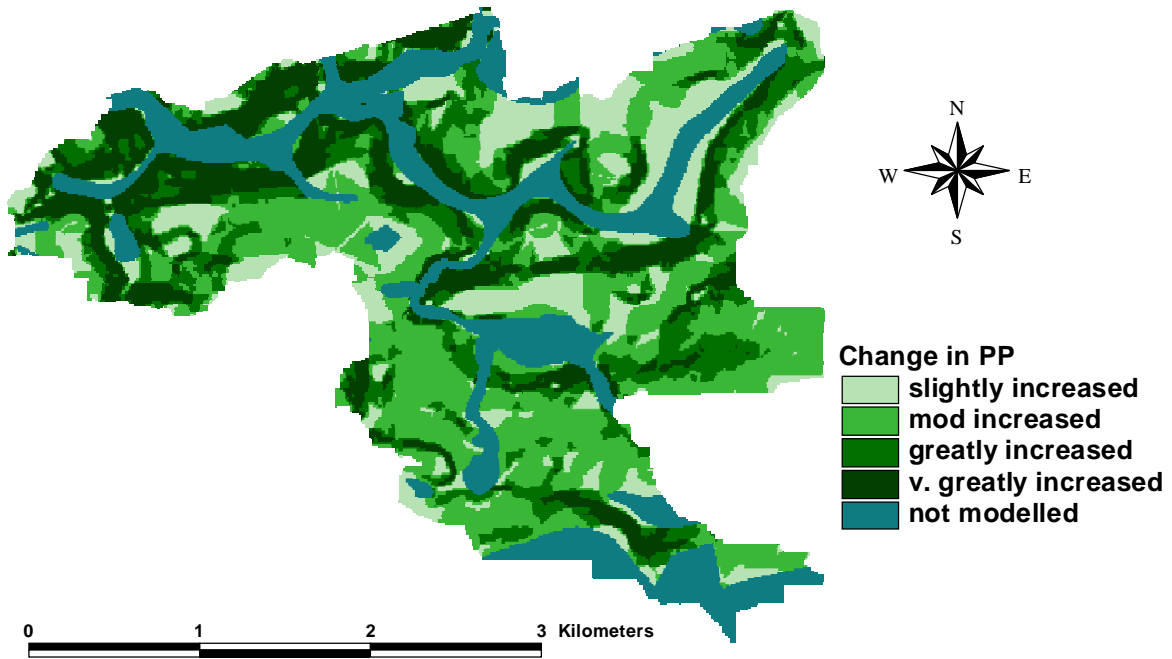 N
W E
S
Change in PP
slightly increased
mod increased
greatly increased
v. greatly increased
not modelled
0 1 2 3 Kilometers